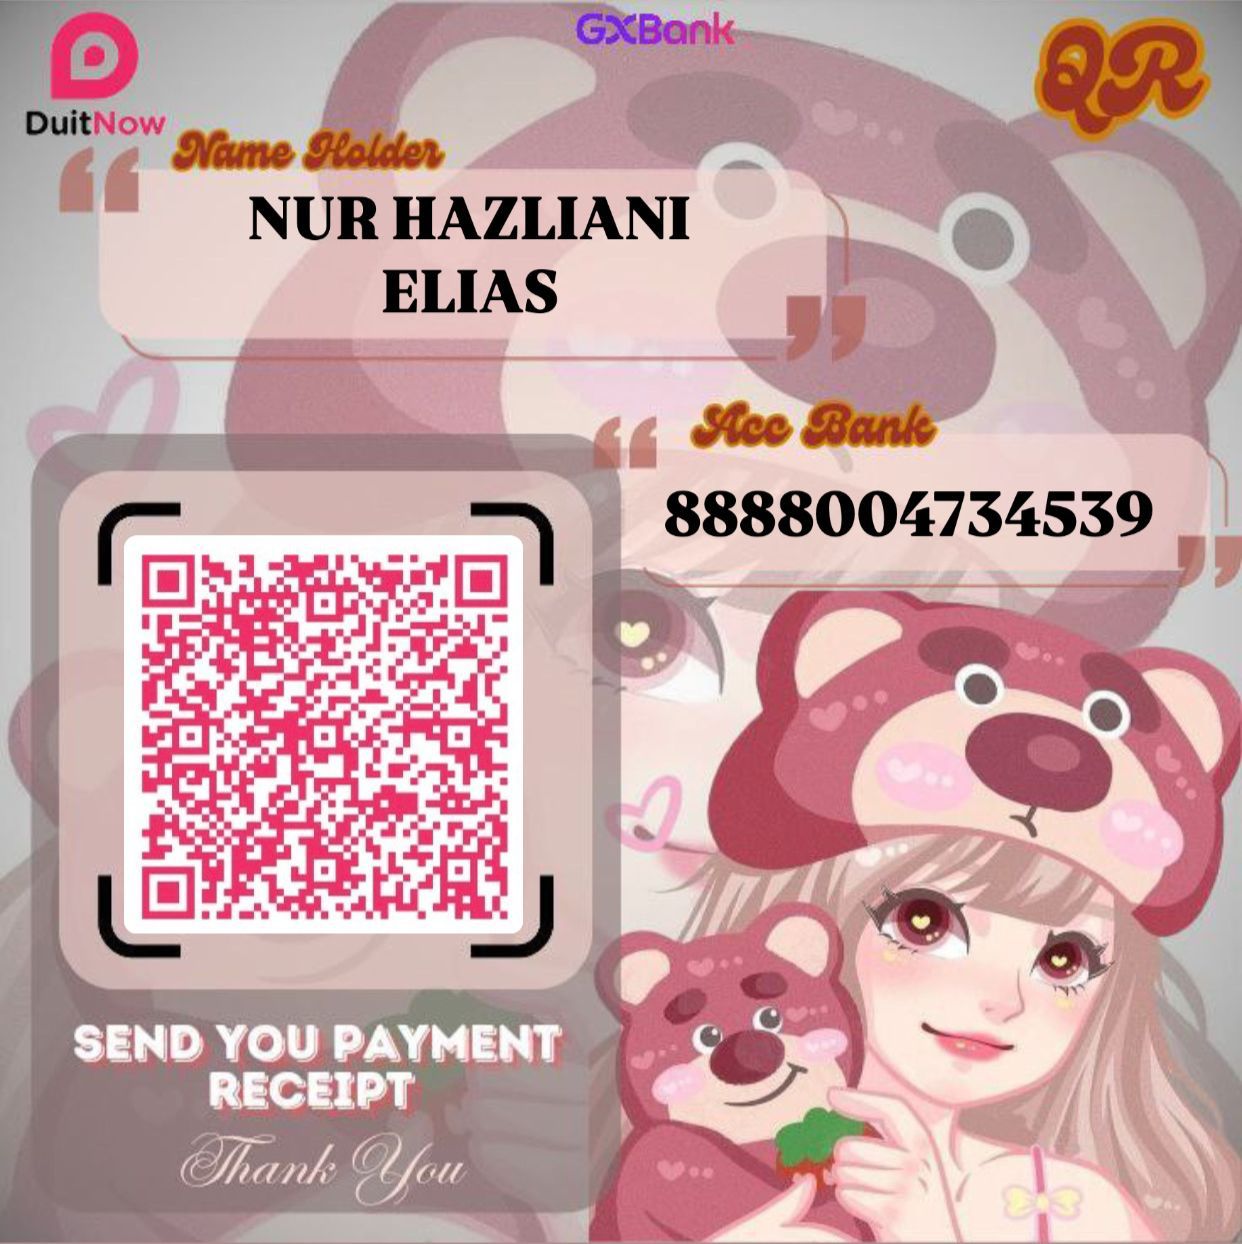 GXBank
QR
DuitNow
Name Holder
NUR HAZLIANI
ELIAS
Acc Bank
8888004734539
SEND YOU PAYMENT
RECEIPT
Thank You